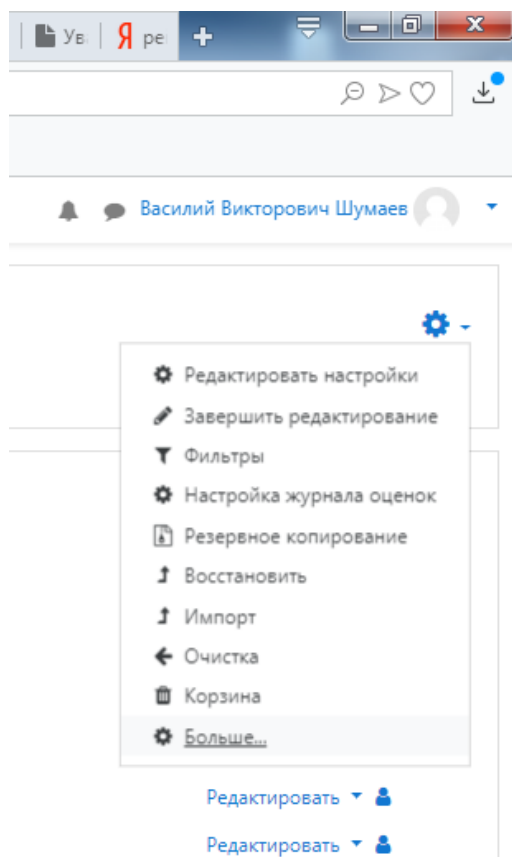 Ув
Я ре
Василий Викторович Шумаев
Редактировать настройки
Завершить редактирование
Фильтры
Настройка журнала оценок
Резервное копирование
Восстановить
Импорт
Очистка
Корзина
Больше...
Редактировать
Редактировать